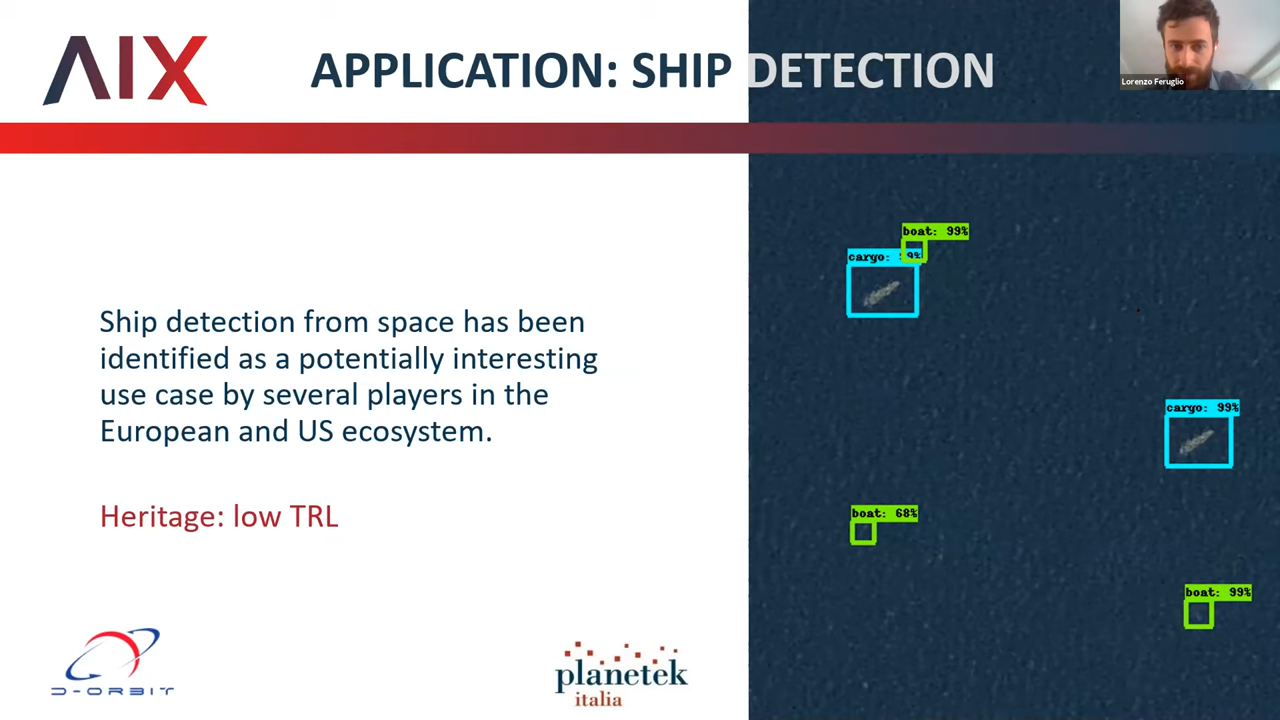 AIX
APPLICATION: SHIP DETECTION
Lorenzo Feruglio
boat: 99%
cargo: 99%
Ship detection from space has been
identified as a potentially interesting
use case by several players in the
European and US ecosystem.
cargo: 99%
Heritage: low TRL
boat: 68%
boat: 99%
D-ORBIT
planetek
italia